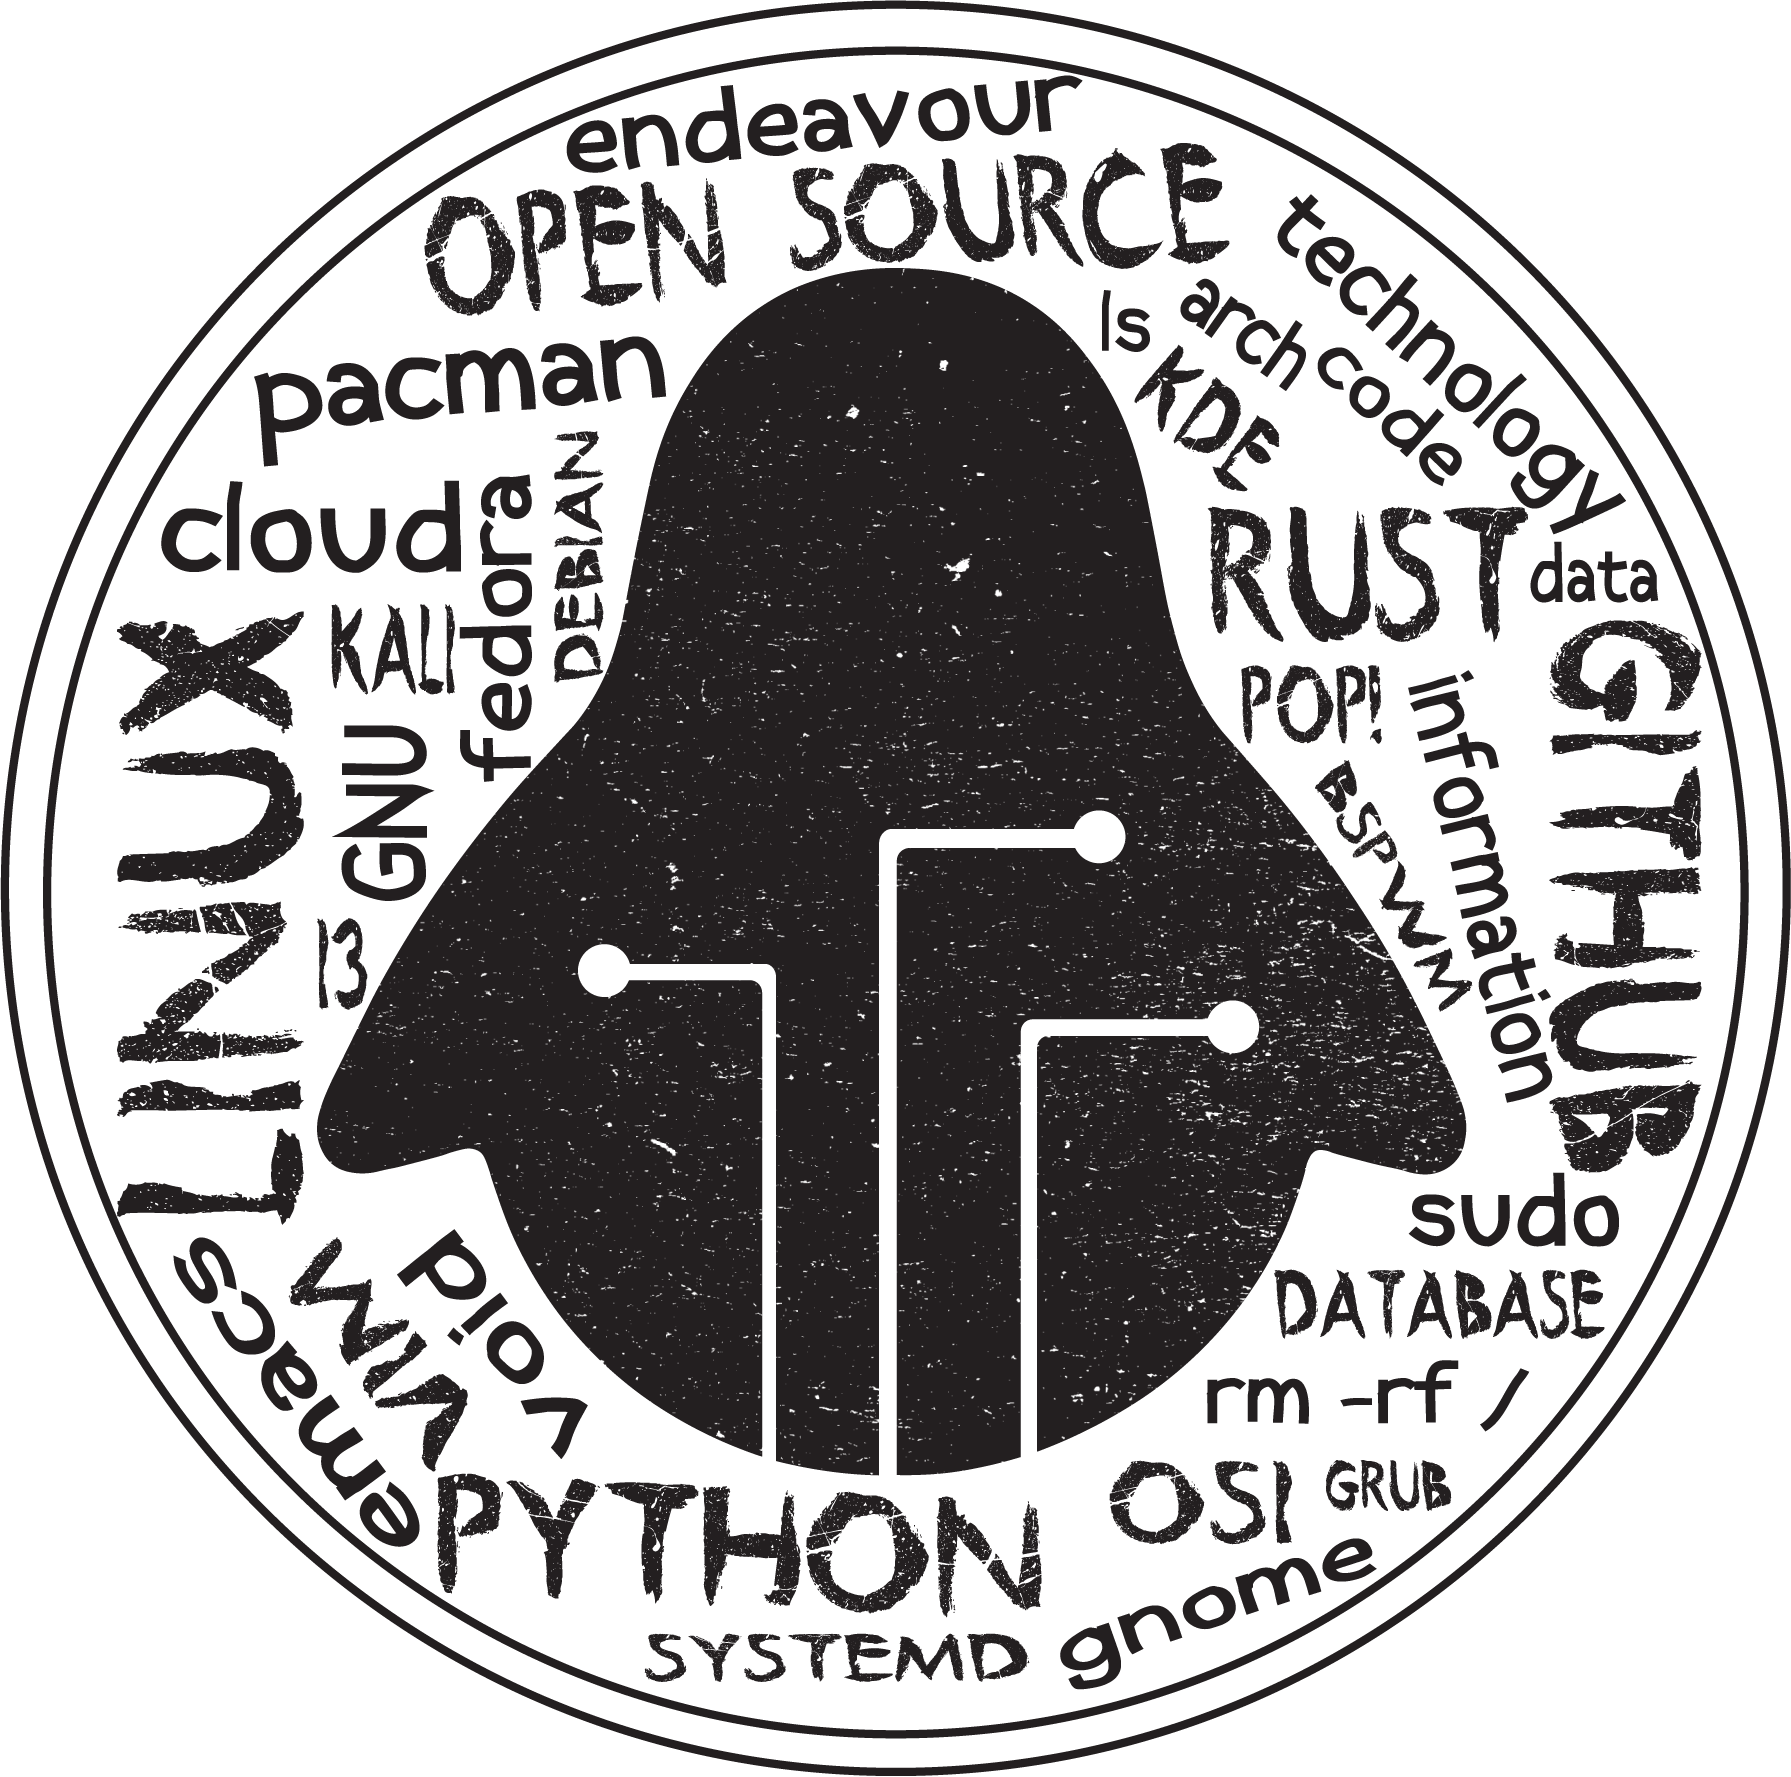 endeavour
OPEN SOURCE
technology
ls
arch
code
pacman
KDE
DEBIAN
fedora
cloud
RUST
data
KALI
LINUX
GITHUB
POP!
information
GNU
BSPWM
i3
sudo
void
VIM
emacs
DATABASE
rm -rf /
PYTHON
OSI
GRUB
gnome
SYSTEMD